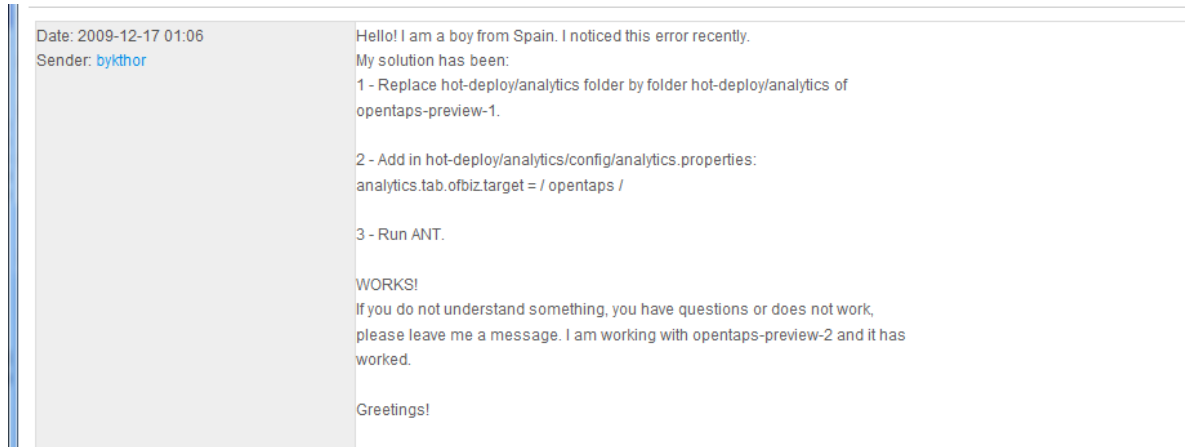 Date: 2009-12-17 01:06
Sender: bykthor
Hello! I am a boy from Spain. I noticed this error recently.
My solution has been:
1 - Replace hot-deploy/analytics folder by folder hot-deploy/analytics of
opentaps-preview-1.
2 - Add in hot-deploy/analytics/config/analytics.properties:
analytics.tab.ofbiz.target = / opentaps /
3 - Run ANT.
WORKS!
If you do not understand something, you have questions or does not work,
please leave me a message. I am working with opentaps-preview-2 and it has
worked.
Greetings!